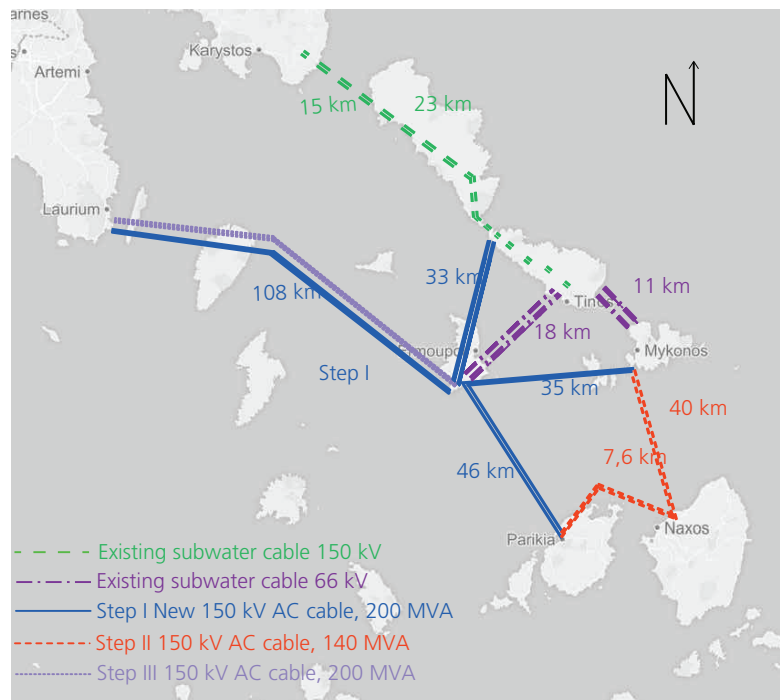 Karystos
Artemi
15 km
23 km
N
Laurium
108 km
33 km
11 km
18 km
Mykonos
Step I
35 km
40 km
46 km
7,6 km
Parikia
Naxos
Existing subwater cable 150 kV
Existing subwater cable 66 kV
Step I New 150 kV AC cable, 200 MVA
Step II 150 kV AC cable, 140 MVA
Step III 150 kV AC cable, 200 MVA